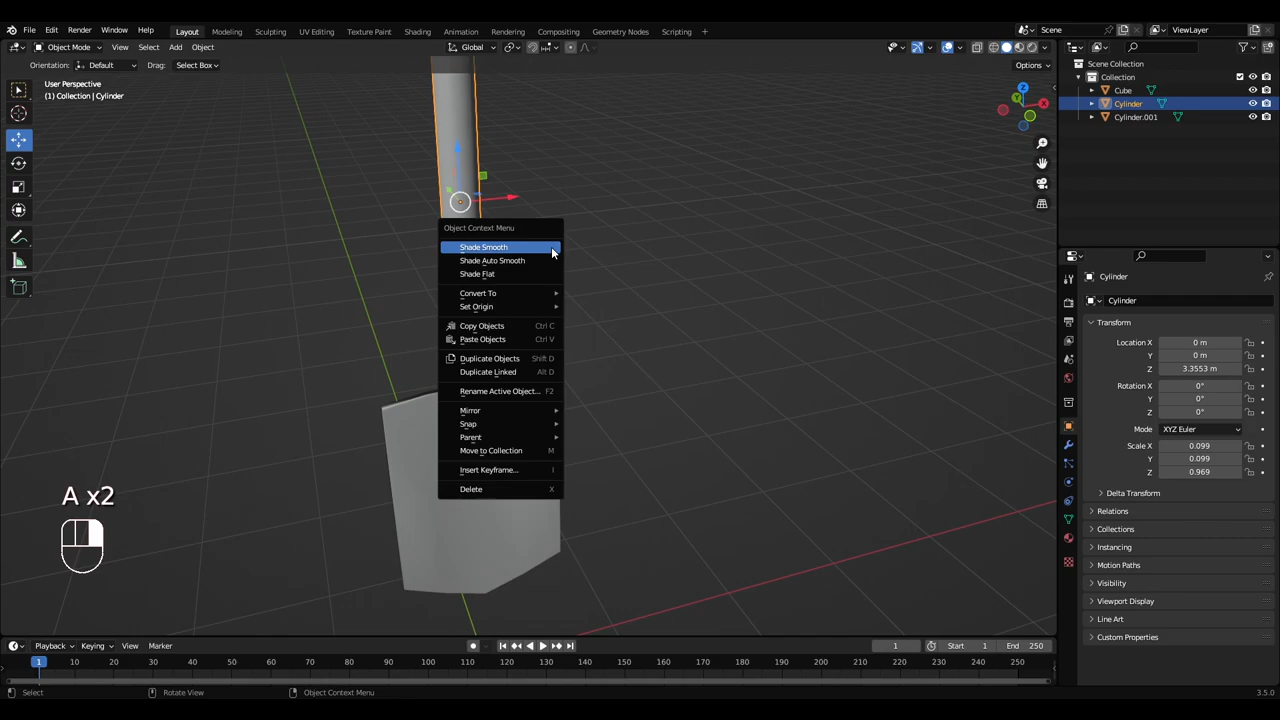 File Edit Render Window Help Layout Modeling Sculpting UV Editing Texture Paint Shading Animation Rendering Compositing Geometry Nodes Scripting + Scene ViewLayer
Object Mode View Select Add Object Global
Orientation: Default Drag: Select Box Options
User Perspective
(1) Collection | Cylinder
Z
Y
X
Scene Collection
Collection
Cube
Cylinder
Cylinder.001
Object Context Menu
Shade Smooth
Shade Auto Smooth
Shade Flat
Convert To
Set Origin
Copy Objects Ctrl C
Paste Objects Ctrl V
Duplicate Objects Shift D
Duplicate Linked Alt D
Rename Active Object... F2
Mirror
Snap
Parent
Move to Collection M
Insert Keyframe... I
Delete X
A x2
Cylinder
Cylinder
Transform
Location X 0 m
Y 0 m
Z 3.3553 m
Rotation X 0°
Y 0°
Z 0°
Mode XYZ Euler
Scale X 0.099
Y 0.099
Z 0.969
Delta Transform
Relations
Collections
Instancing
Motion Paths
Visibility
Viewport Display
Line Art
Custom Properties
Playback Keying View Marker 1 Start 1 End 250
1 10 20 30 40 50 60 70 80 90 100 110 120 130 140 150 160 170 180 190 200 210 220 230 240 250
Select Rotate View Object Context Menu 3.5.0